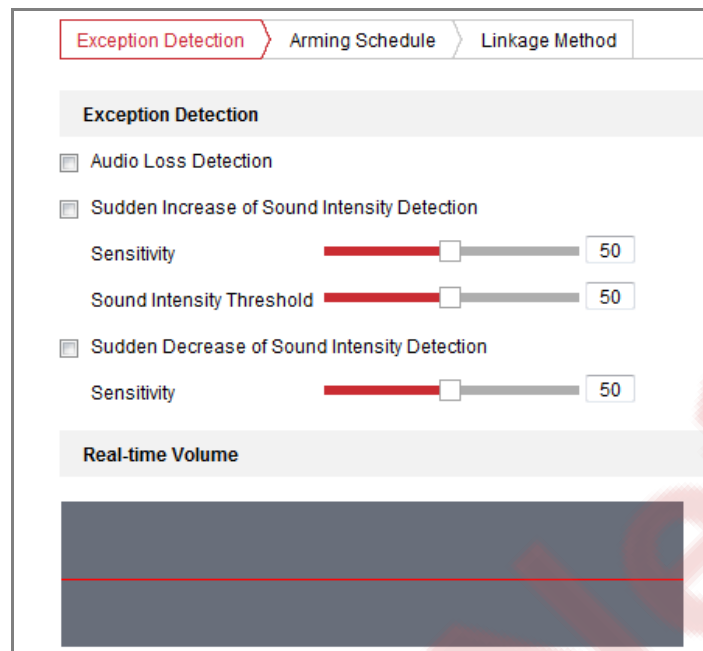 Exception Detection Arming Schedule Linkage Method
Exception Detection
Audio Loss Detection
Sudden Increase of Sound Intensity Detection
Sensitivity 50
Sound Intensity Threshold 50
Sudden Decrease of Sound Intensity Detection
Sensitivity 50
Real-time Volume